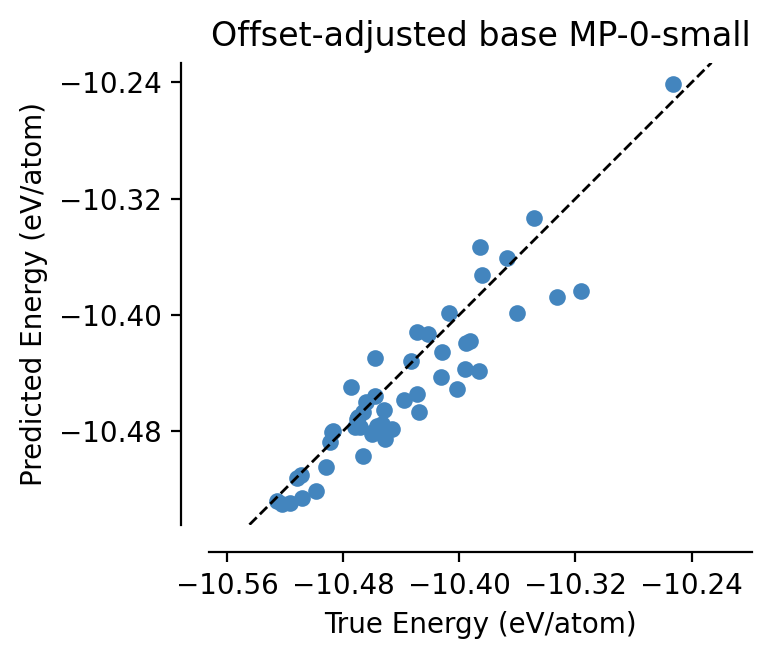 Offset-adjusted base MP-0-small
Predicted Energy (eV/atom)
−10.24
−10.32
−10.40
−10.48
−10.56 −10.48 −10.40 −10.32 −10.24
True Energy (eV/atom)